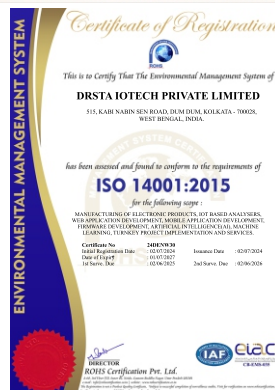 Certificate of Registration
ENVIRONMENTAL MANAGEMENT SYSTEM
ROHS
This is to Certify That The Environmental Management System of
DRSTA IOTECH PRIVATE LIMITED
515, KABI NABIN SEN ROAD, DUM DUM, KOLKATA - 700028,
WEST BENGAL, INDIA.
has been assessed and found to conform to the requirements of
ISO 14001:2015
for the following scope :
MANUFACTURING OF ELECTRONIC PRODUCTS, IOT BASED ANALYSERS,
WEB APPLICATION DEVELOPMENT, MOBILE APPLICATION DEVELOPMENT,
FIRMWARE DEVELOPMENT, ARTIFICIAL INTELLIGENCE(AI), MACHINE
LEARNING, TURNKEY PROJECT IMPLEMENTATION AND SERVICES.
Certificate No : 24DENW30
Initial Registration Date : 02/07/2024 Issuance Date : 02/07/2024
Date of Expiry : 01/07/2027
1st Surve. Due : 02/06/2025 2nd Surve. Due : 02/06/2026
DIRECTOR
ROHS Certification Pvt. Ltd.
IAF
eiac